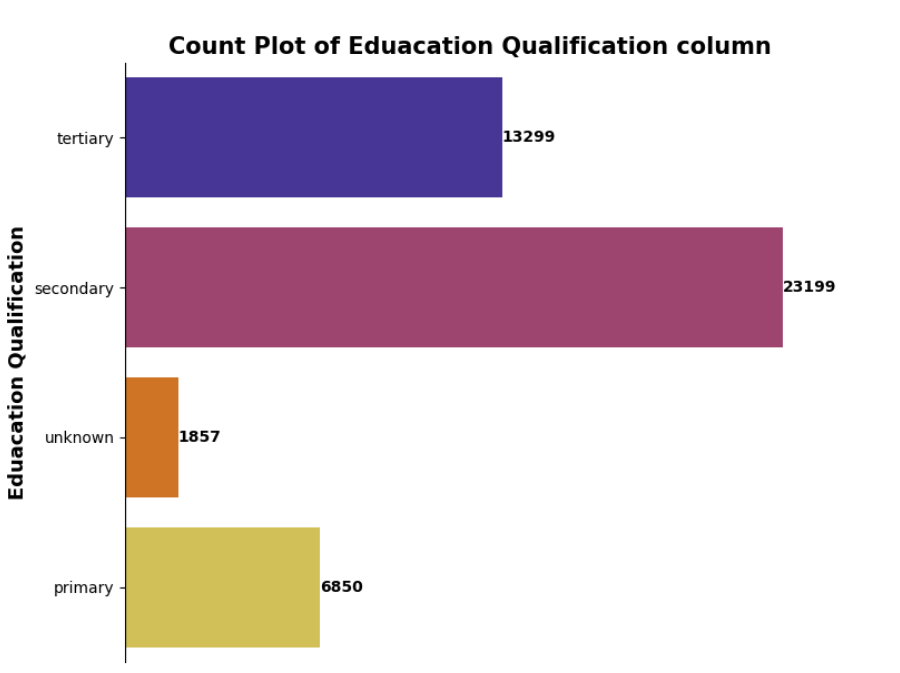 Count Plot of Eduacation Qualification column
Eduacation Qualification
tertiary
13299
secondary
23199
unknown
1857
primary
6850